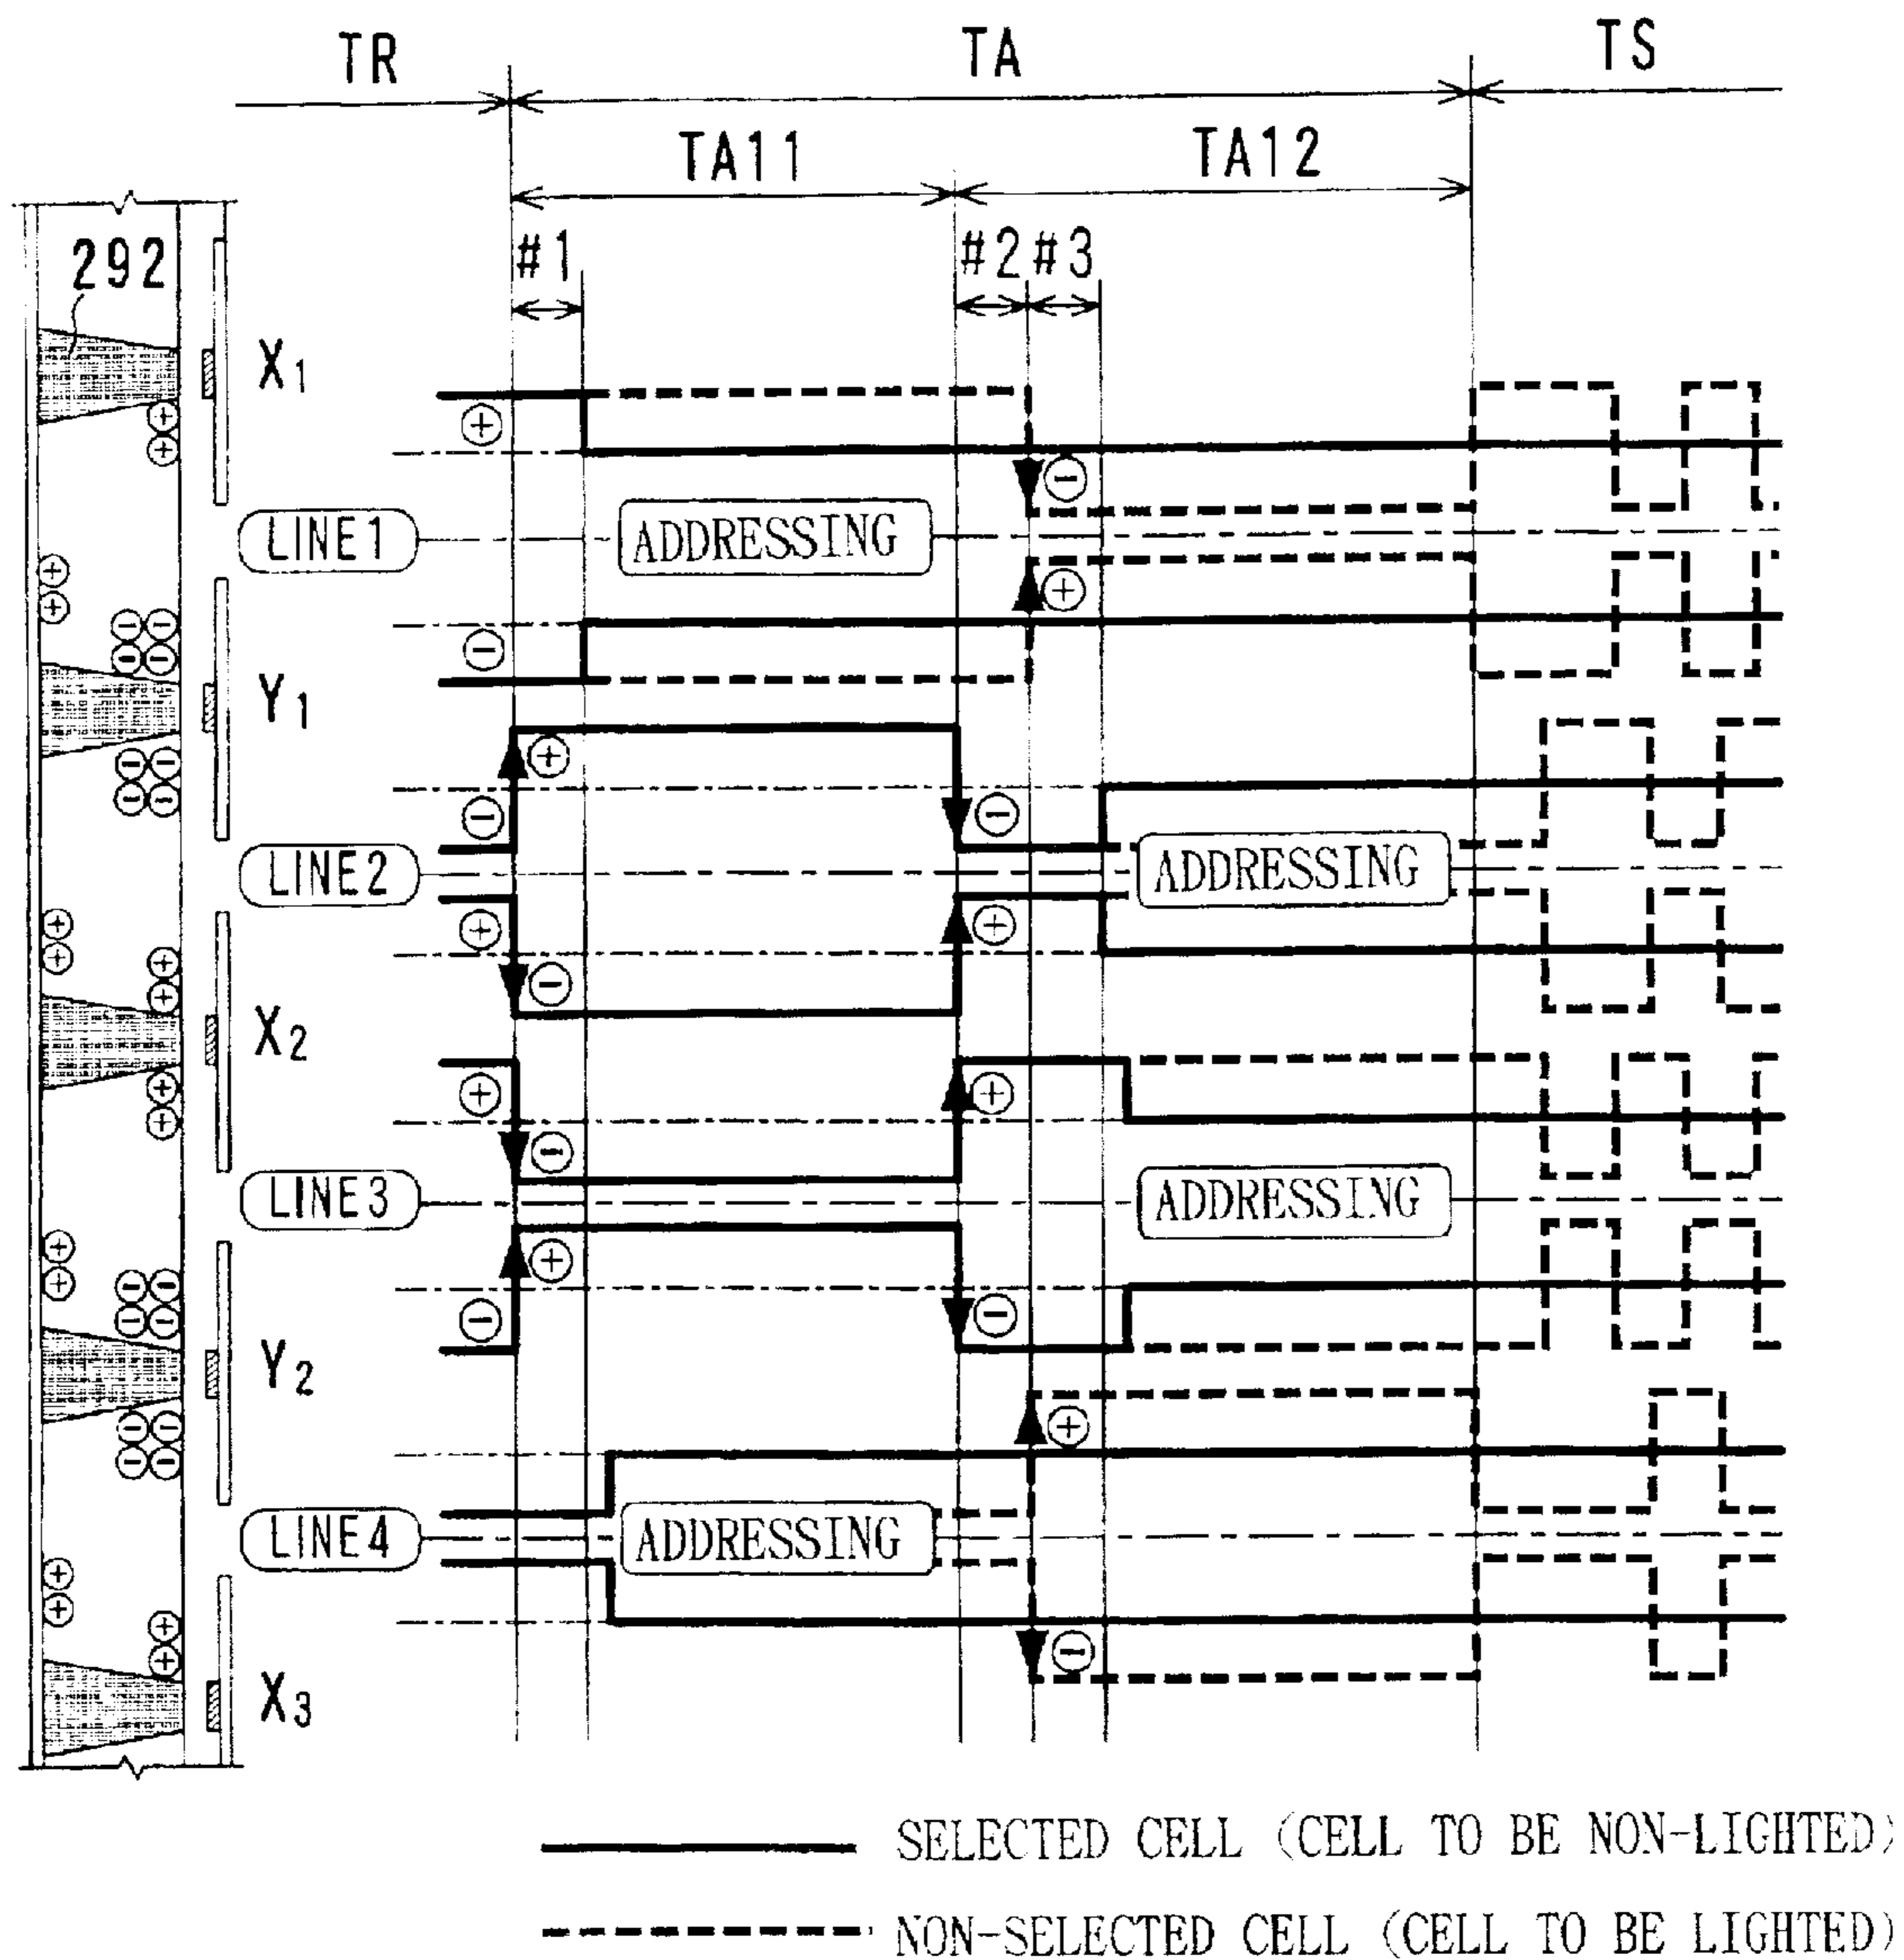 TR TA TS
TA11 TA12
292
#1 #2 #3
X1
LINE1 ADDRESSING
Y1
LINE2 ADDRESSING
X2
LINE3 ADDRESSING
Y2
LINE4 ADDRESSING
X3
SELECTED CELL (CELL TO BE NON-LIGHTED)
NON-SELECTED CELL (CELL TO BE LIGHTED)